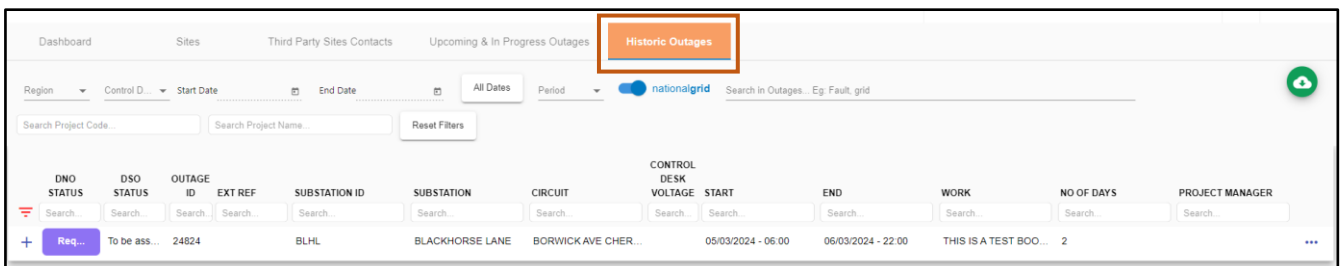 Dashboard Sites Third Party Sites Contacts Upcoming & In Progress Outages Historic Outages
Region Control D... Start Date End Date All Dates Period nationalgrid Search in Outages... Eg: Fault, grid
Search Project Code... Search Project Name... Reset Filters
DNO STATUS DSO STATUS OUTAGE ID EXT REF SUBSTATION ID SUBSTATION CIRCUIT CONTROL DESK VOLTAGE START END WORK NO OF DAYS PROJECT MANAGER
Search... Search... Search... Search... Search... Search... Search... Search... Search... Search... Search... Search... Search...
Req... To be ass... 24824 BLHL BLACKHORSE LANE BORWICK AVE CHER... 05/03/2024 - 06:00 06/03/2024 - 22:00 THIS IS A TEST BOO... 2